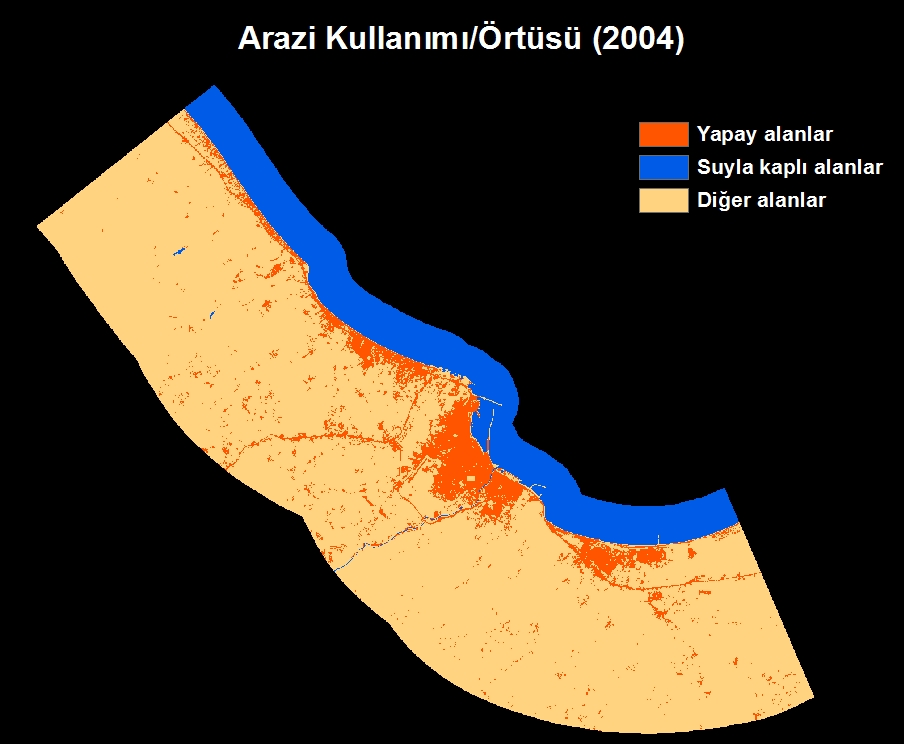 Arazi Kullanımı/Örtüsü (2004)
Yapay alanlar
Suyla kaplı alanlar
Diğer alanlar